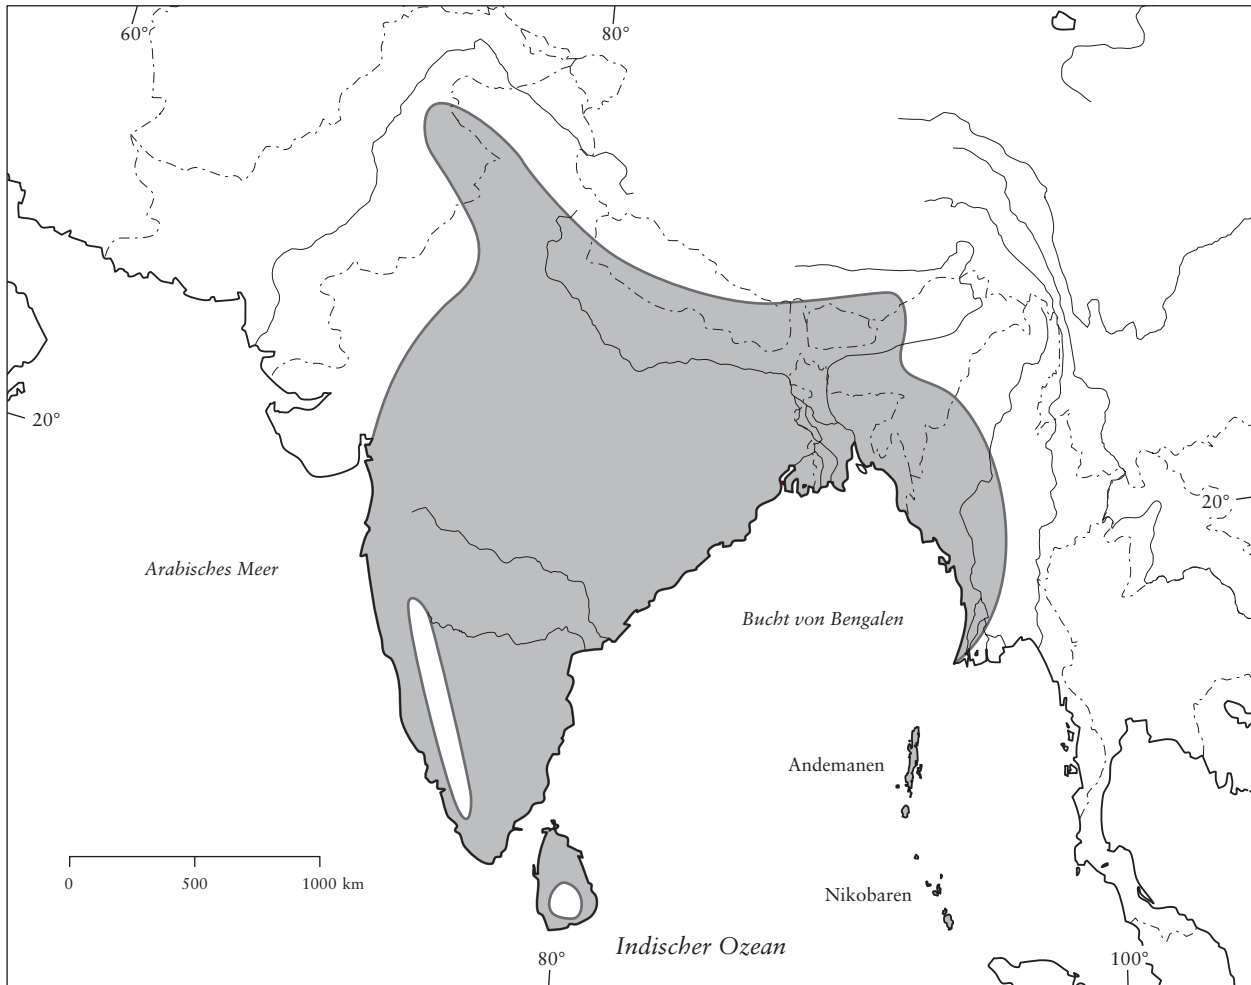 60°
80°
20°
20°
Arabisches Meer
Bucht von Bengalen
Andemanen
0
500
1000 km
Nikobaren
Indischer Ozean
80°
100°